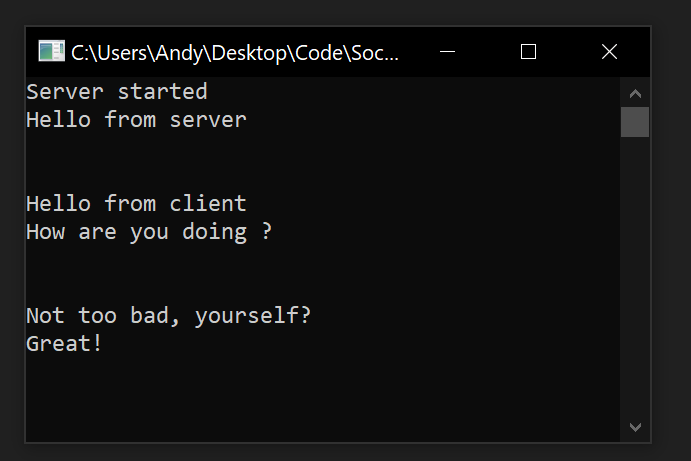 C:\Users\Andy\Desktop\Code\Soc...
Server started
Hello from server
Hello from client
How are you doing ?
Not too bad, yourself?
Great!